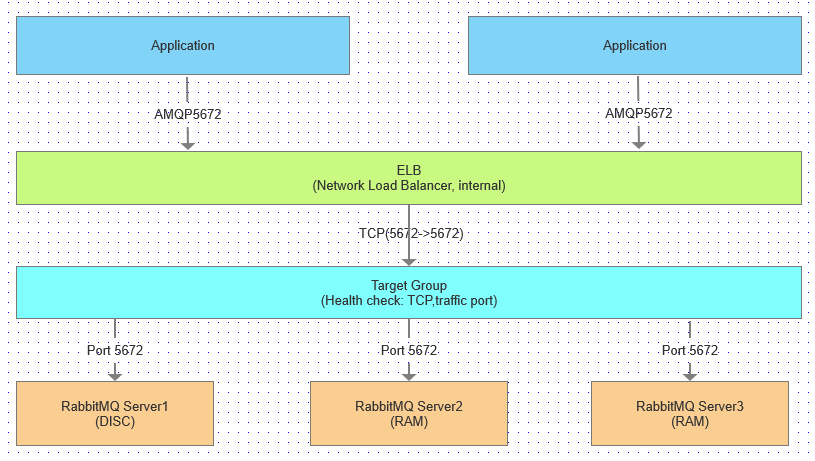 Application
Application
AMQP5672
AMQP5672
ELB
(Network Load Balancer, internal)
TCP(5672->5672)
Target Group
(Health check: TCP,traffic port)
Port 5672
Port 5672
Port 5672
RabbitMQ Server1
(DISC)
RabbitMQ Server2
(RAM)
RabbitMQ Server3
(RAM)